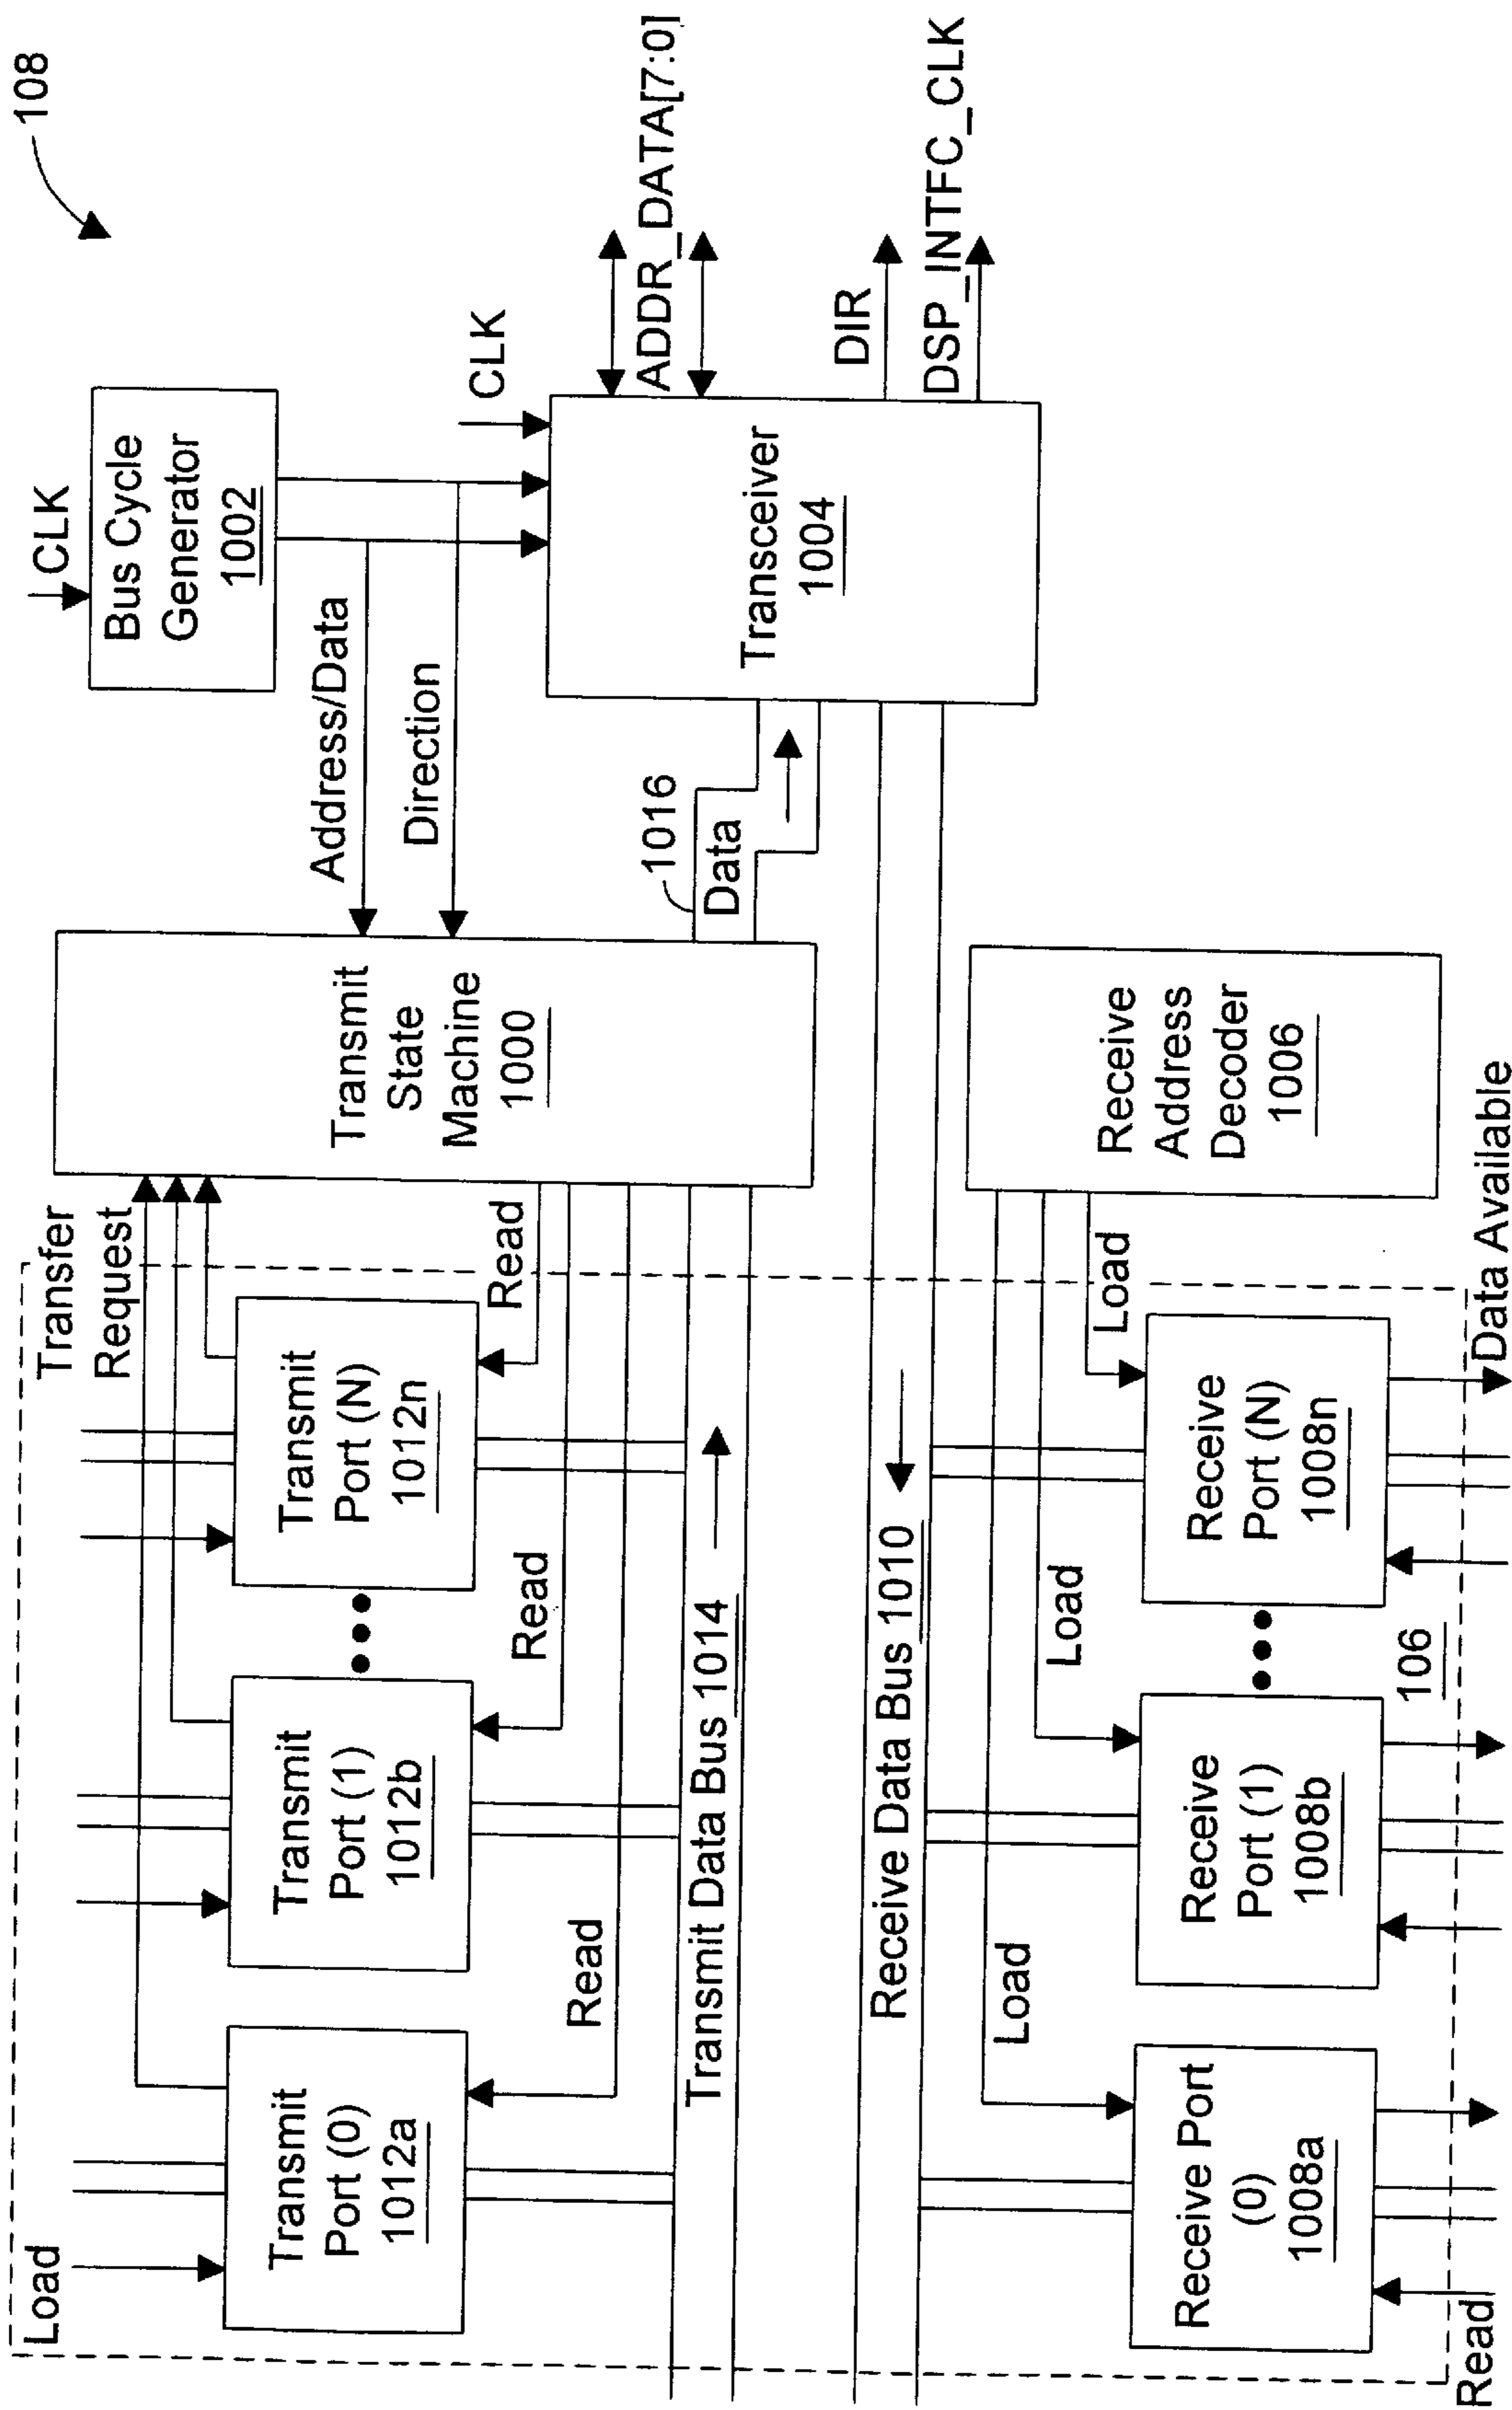 108
CLK
Bus Cycle
Generator
1002
CLK
ADDR_DATA[7:0]
DIR
DSP_INTFC_CLK
Transceiver
1004
Address/Data
Direction
1016
Data
Transmit
State
Machine
1000
Receive
Address
Decoder
1006
Transfer
Request
Read
Read
Read
Transmit
Port (N)
1012n
Transmit
Port (1)
1012b
Transmit
Port (0)
1012a
Load
Transmit Data Bus 1014
Receive Data Bus 1010
Load
Load
Load
Receive
Port (N)
1008n
Receive
Port (1)
1008b
Receive Port
(0)
1008a
106
Data Available
Read